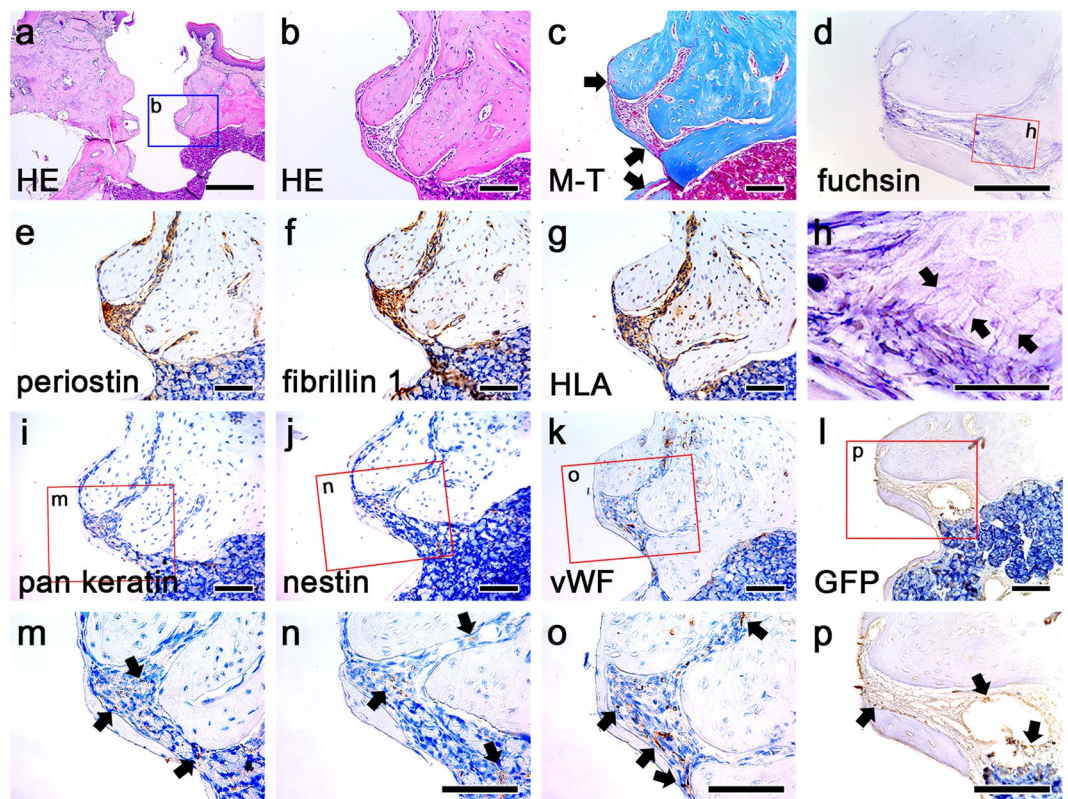 a
b
HE
b
HE
c
M-T
d
h
fuchsin
e
periostin
f
fibrillin 1
g
HLA
h
i
m
pan keratin
j
n
nestin
k
o
vWF
l
p
GFP
m
n
o
p